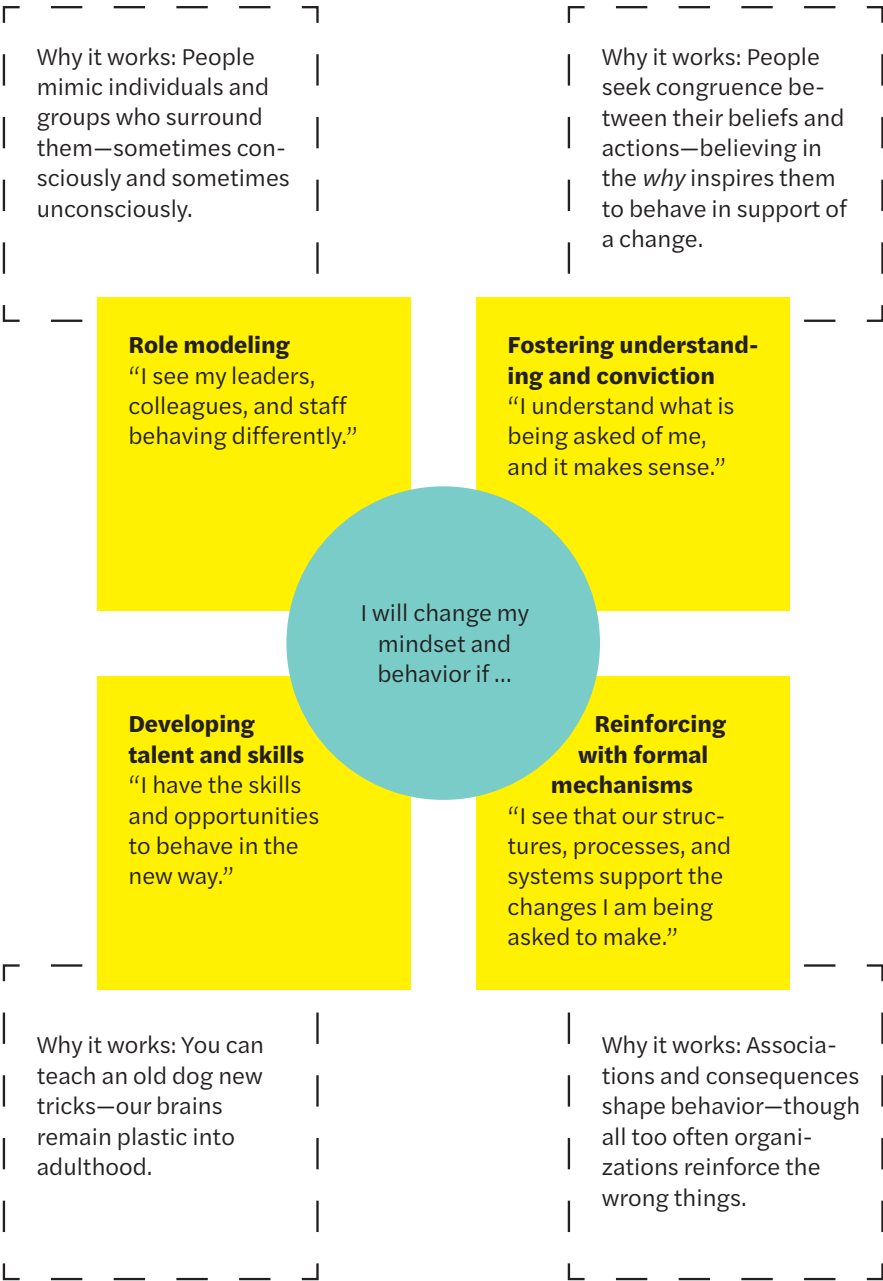 Why it works: People
mimic individuals and
groups who surround
them—sometimes con-
sciously and sometimes
unconsciously.
Why it works: People
seek congruence be-
tween their beliefs and
actions—believing in
the why inspires them
to behave in support of
a change.
Role modeling
“I see my leaders,
colleagues, and staff
behaving differently.”
Fostering understand-
ing and conviction
“I understand what is
being asked of me,
and it makes sense.”
I will change my
mindset and
behavior if ...
Developing
talent and skills
“I have the skills
and opportunities
to behave in the
new way.”
Reinforcing
with formal
mechanisms
“I see that our struc-
tures, processes, and
systems support the
changes I am being
asked to make.”
Why it works: You can
teach an old dog new
tricks—our brains
remain plastic into
adulthood.
Why it works: Associa-
tions and consequences
shape behavior—though
all too often organi-
zations reinforce the
wrong things.